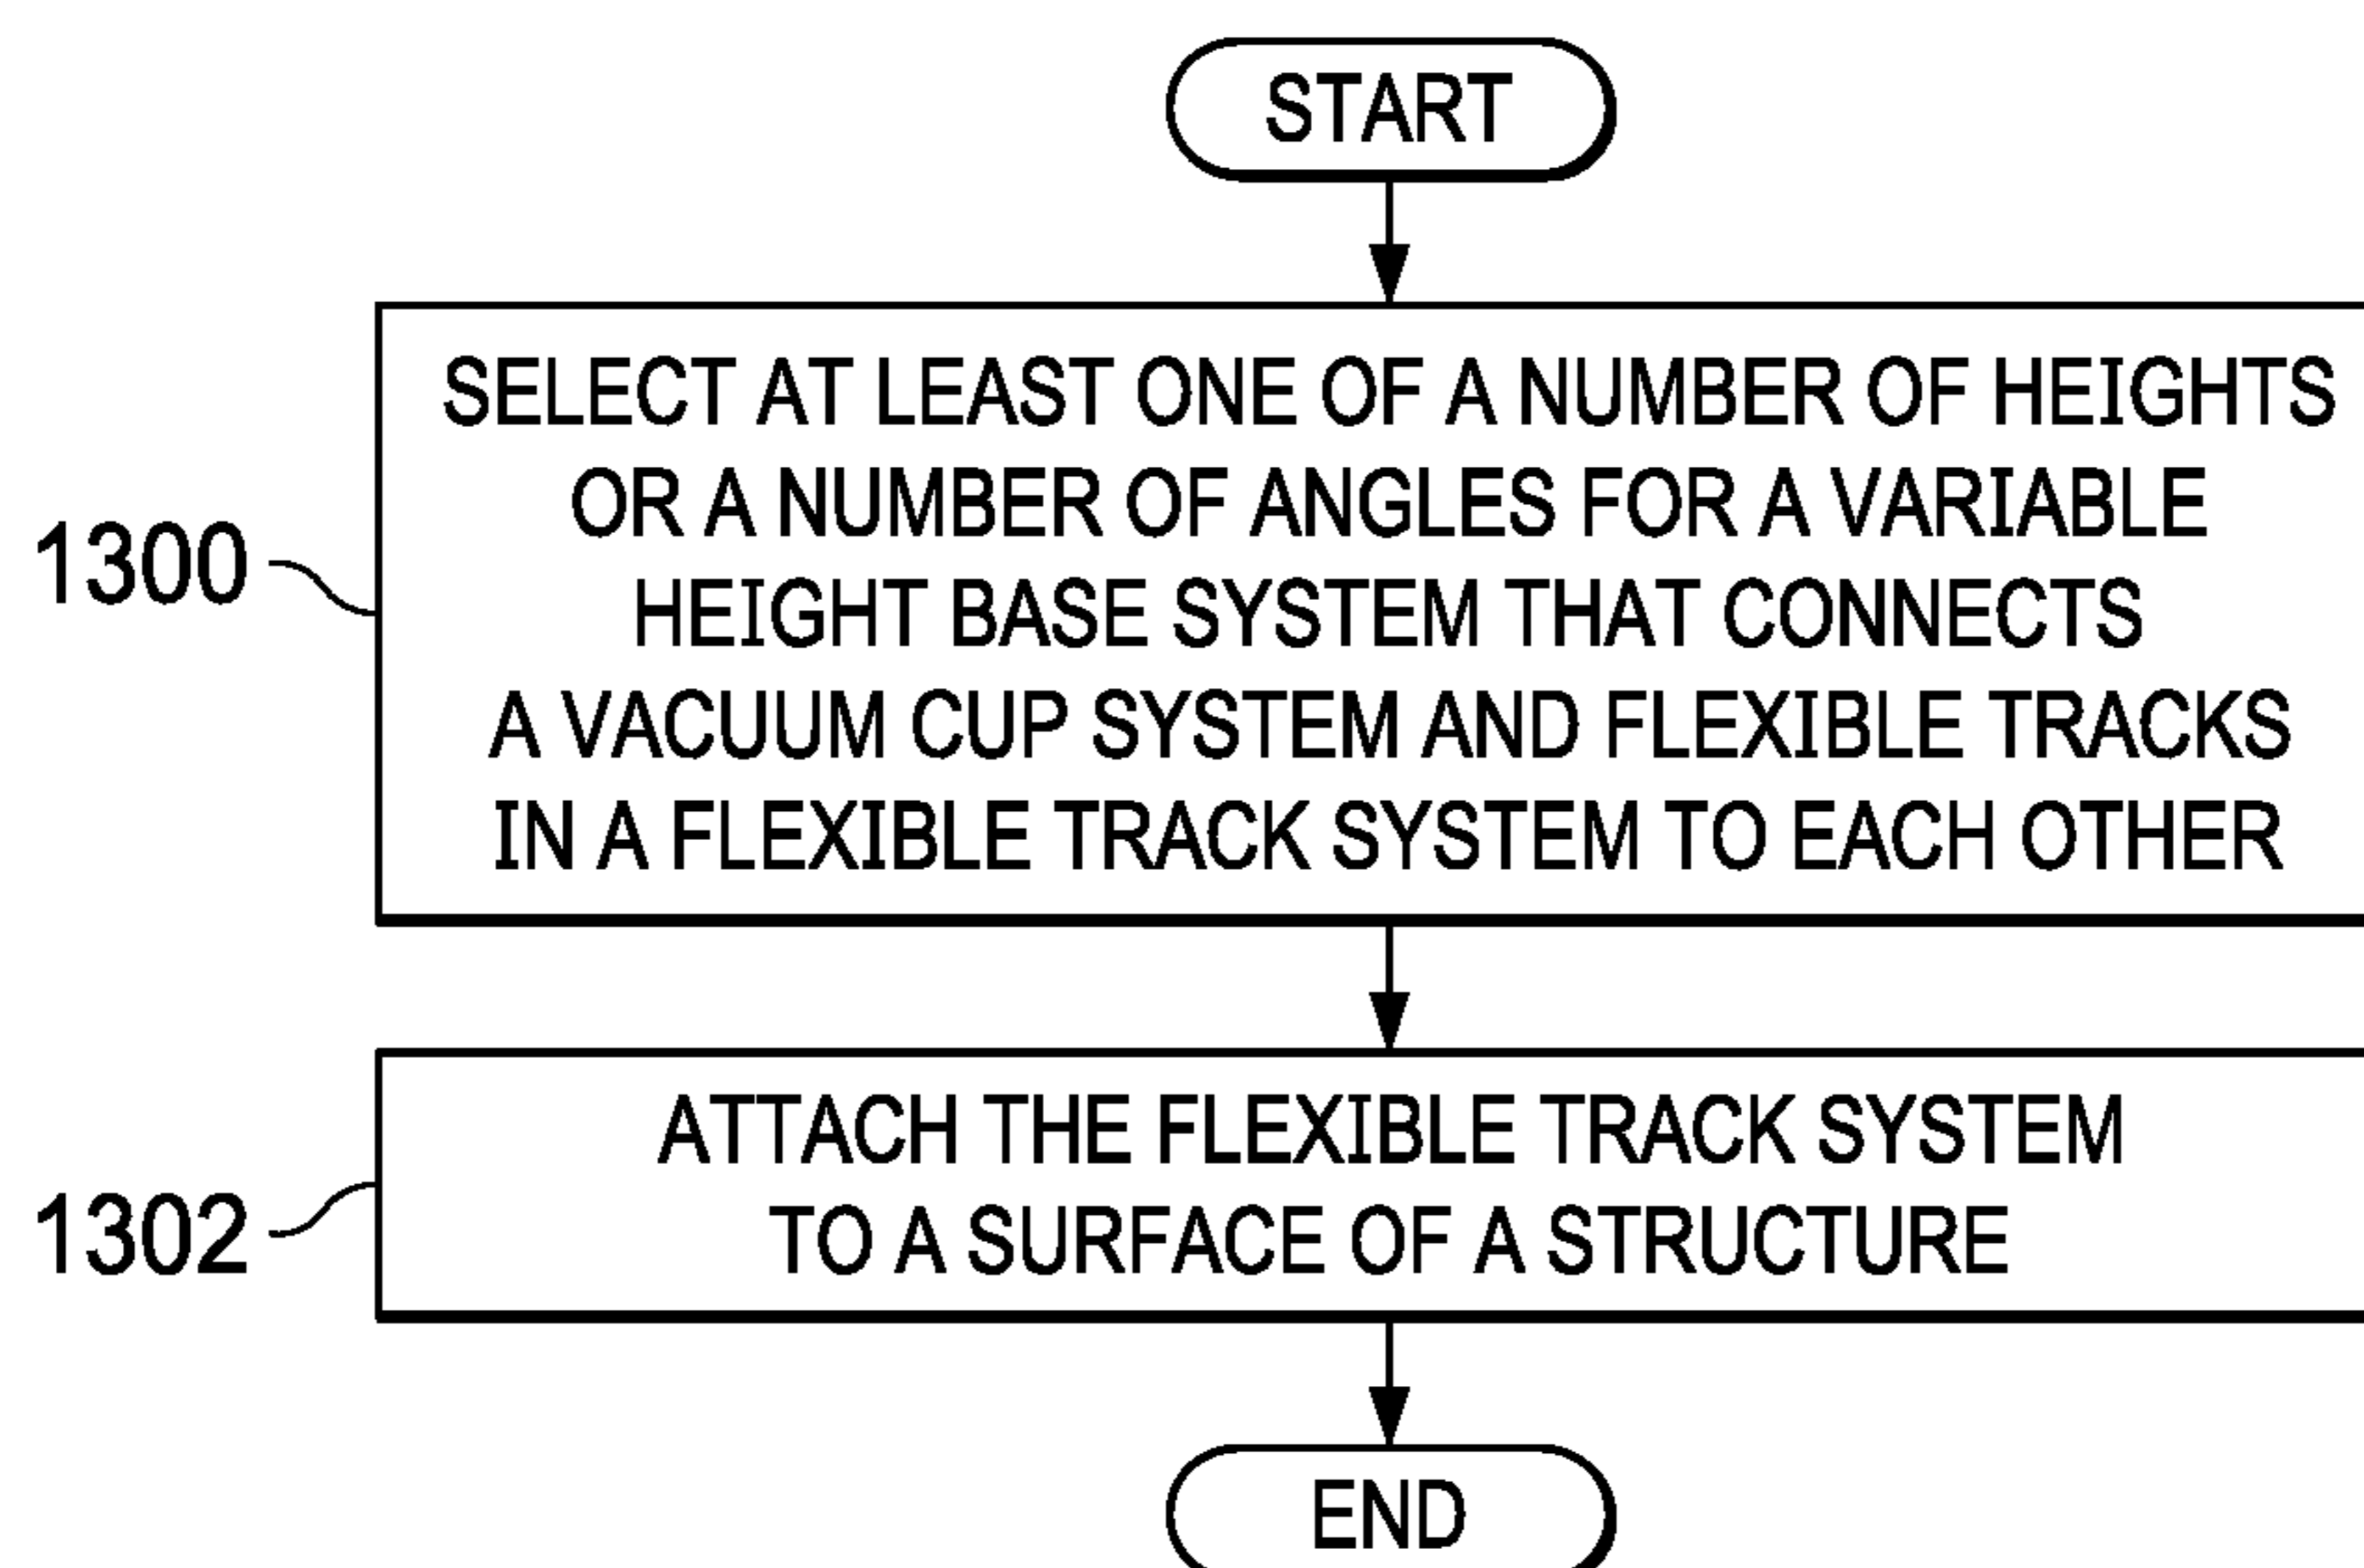 START
SELECT AT LEAST ONE OF A NUMBER OF HEIGHTS
OR A NUMBER OF ANGLES FOR A VARIABLE
HEIGHT BASE SYSTEM THAT CONNECTS
A VACUUM CUP SYSTEM AND FLEXIBLE TRACKS
IN A FLEXIBLE TRACK SYSTEM TO EACH OTHER
1300
ATTACH THE FLEXIBLE TRACK SYSTEM
TO A SURFACE OF A STRUCTURE
1302
END